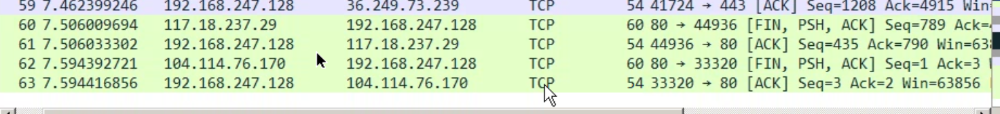 59 7.462399246 192.168.247.128 36.249.73.239 TCP 54 41724 → 443 [ACK] Seq=1208 Ack=4915 Win=
60 7.506009694 117.18.237.29 192.168.247.128 TCP 60 80 → 44936 [FIN, PSH, ACK] Seq=789 Ack=
61 7.506033302 192.168.247.128 117.18.237.29 TCP 54 44936 → 80 [ACK] Seq=435 Ack=790 Win=63
62 7.594392721 104.114.76.170 192.168.247.128 TCP 60 80 → 33320 [FIN, PSH, ACK] Seq=1 Ack=3
63 7.594416856 192.168.247.128 104.114.76.170 TCP 54 33320 → 80 [ACK] Seq=3 Ack=2 Win=63856